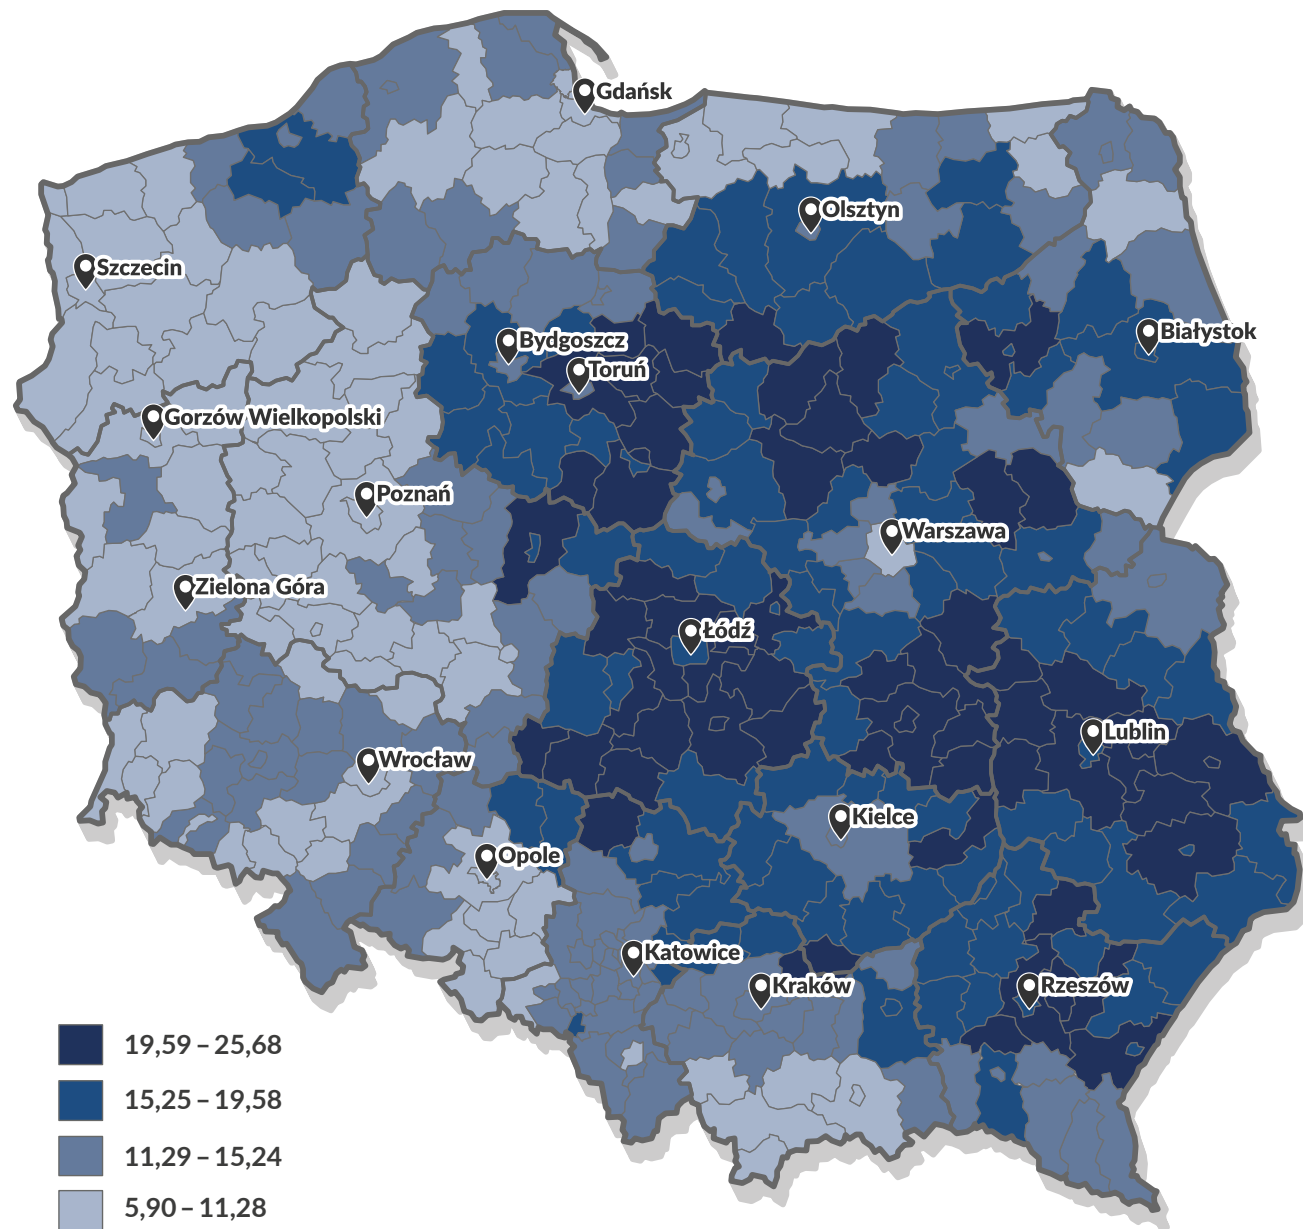 Gdańsk
Olsztyn
Szczecin
Białystok
Bydgoszcz
Toruń
Gorzów Wielkopolski
Poznań
Warszawa
Zielona Góra
Łódź
Lublin
Wrocław
Kielce
Opole
Katowice
Kraków
Rzeszów
19,59 – 25,68
15,25 – 19,58
11,29 – 15,24
5,90 – 11,28